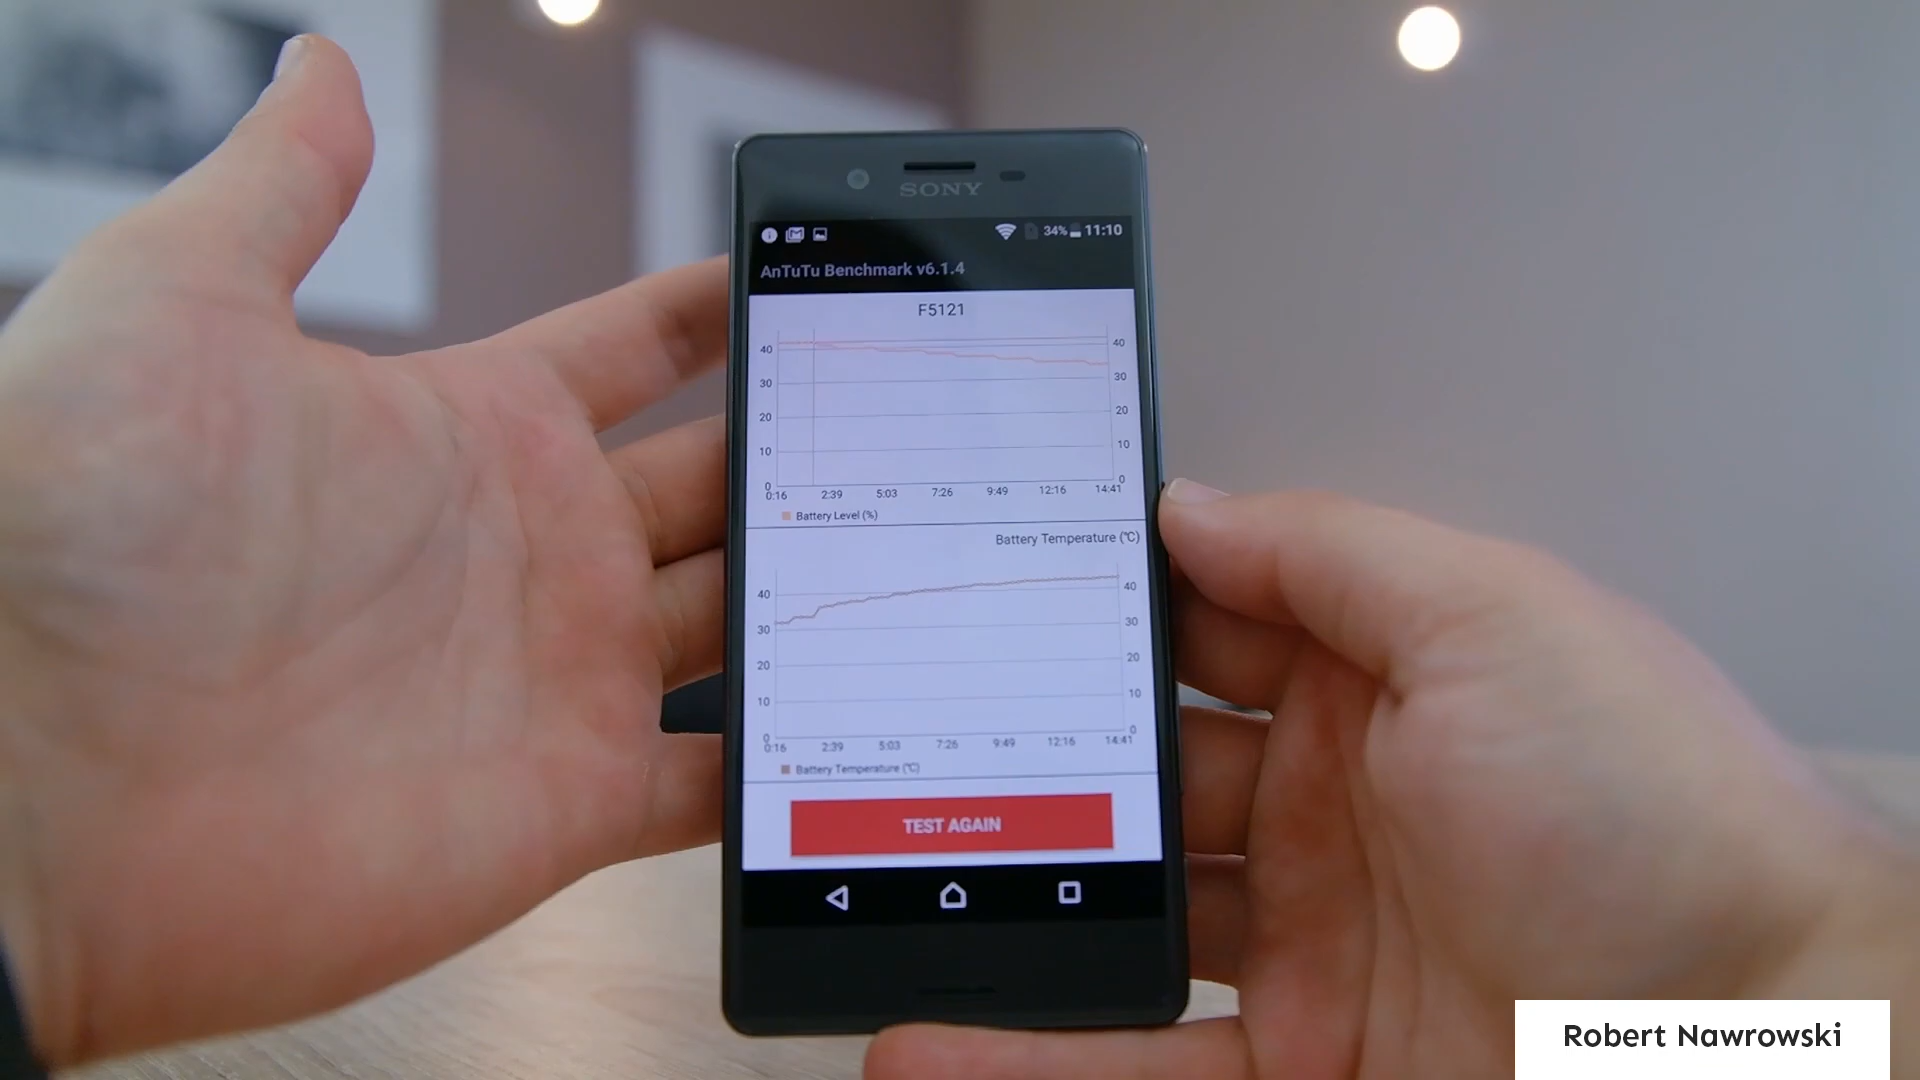 SONY
34% 11:10
AnTuTu Benchmark v6.1.4
F5121
40 40
30 30
20 20
10 10
0 0
0:16 2:39 5:03 7:26 9:49 12:16 14:41
Battery Level (%)
Battery Temperature (℃)
40 40
30 30
20 20
10 10
0 0
0:16 2:39 5:03 7:26 9:49 12:16 14:41
Battery Temperature (℃)
TEST AGAIN
Robert Nawrowski